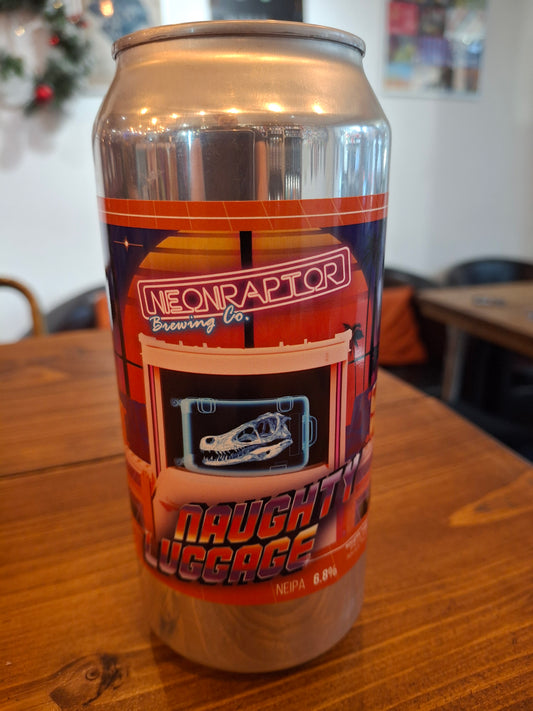 NEONRAPTOR
Brewing Co.
NAUGHTY
LUGGAGE
NEIPA 6.8%